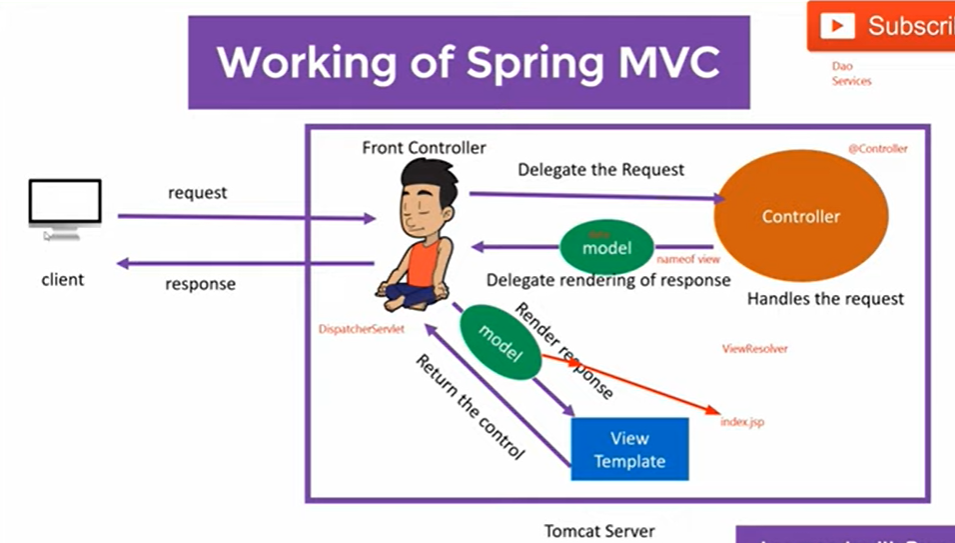 Working of Spring MVC
Subscri
Dao
Services
Front Controller
@Controller
Delegate the Request
request
Controller
model
nameof view
client
response
Delegate rendering of response
Handles the request
DispatcherServlet
model
Render response
ViewResolver
Return the control
index.jsp
View
Template
Tomcat Server